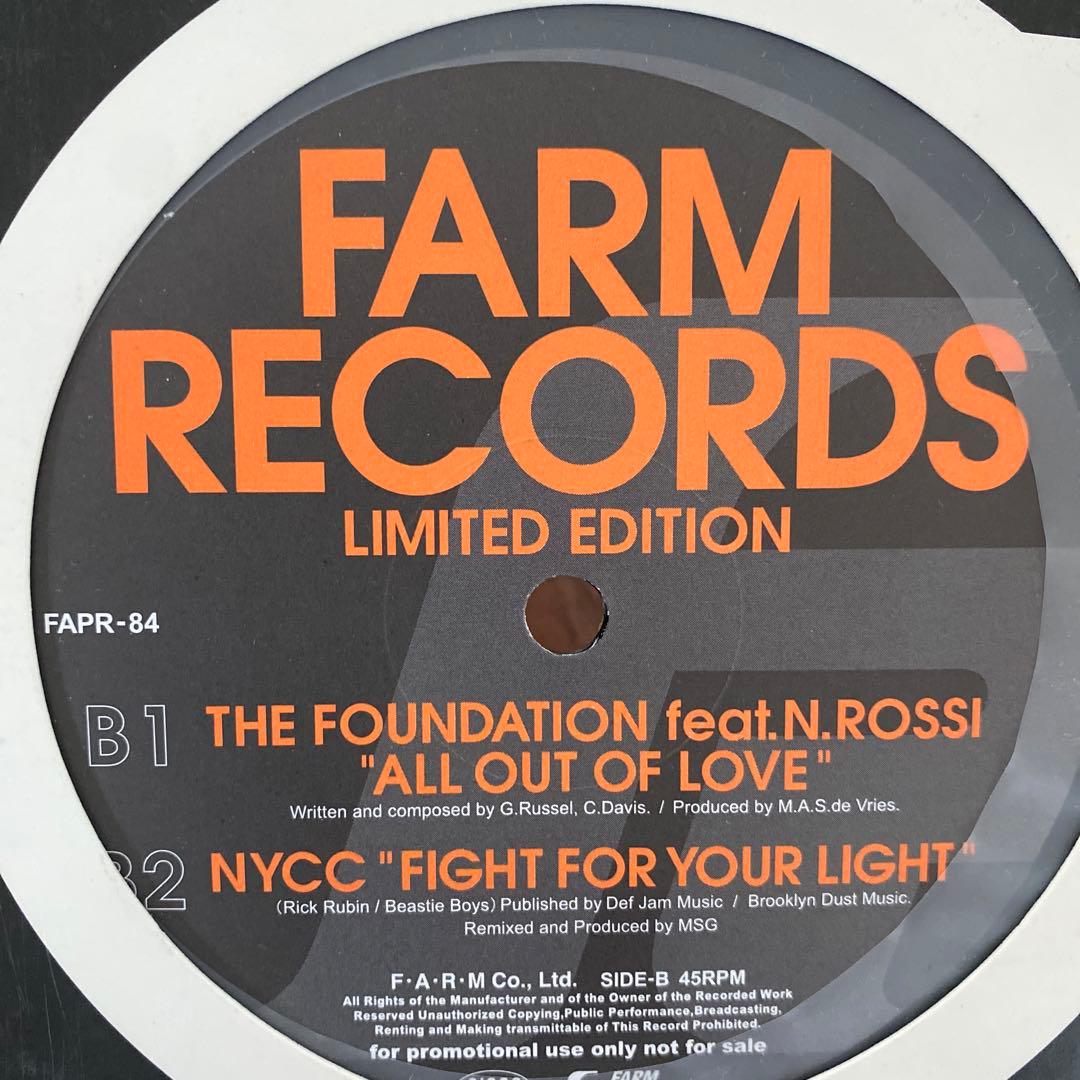 FARM
RECORDS
LIMITED EDITION
FAPR-84
B1 THE FOUNDATION feat.N.ROSSI
"ALL OUT OF LOVE"
Written and composed by G.Russel, C.Davis. / Produced by M.A.S.de Vries.
B2 NYCC "FIGHT FOR YOUR LIGHT"
(Rick Rubin / Beastie Boys) Published by Def Jam Music / Brooklyn Dust Music.
Remixed and Produced by MSG
F·A·R·M Co., Ltd. SIDE-B 45RPM
All Rights of the Manufacturer and of the Owner of the Recorded Work
Reserved Unauthorized Copying,Public Performance,Breadcasting,
Renting and Making transmittable of This Record Prohibited.
for promotional use only not for sale
FARM